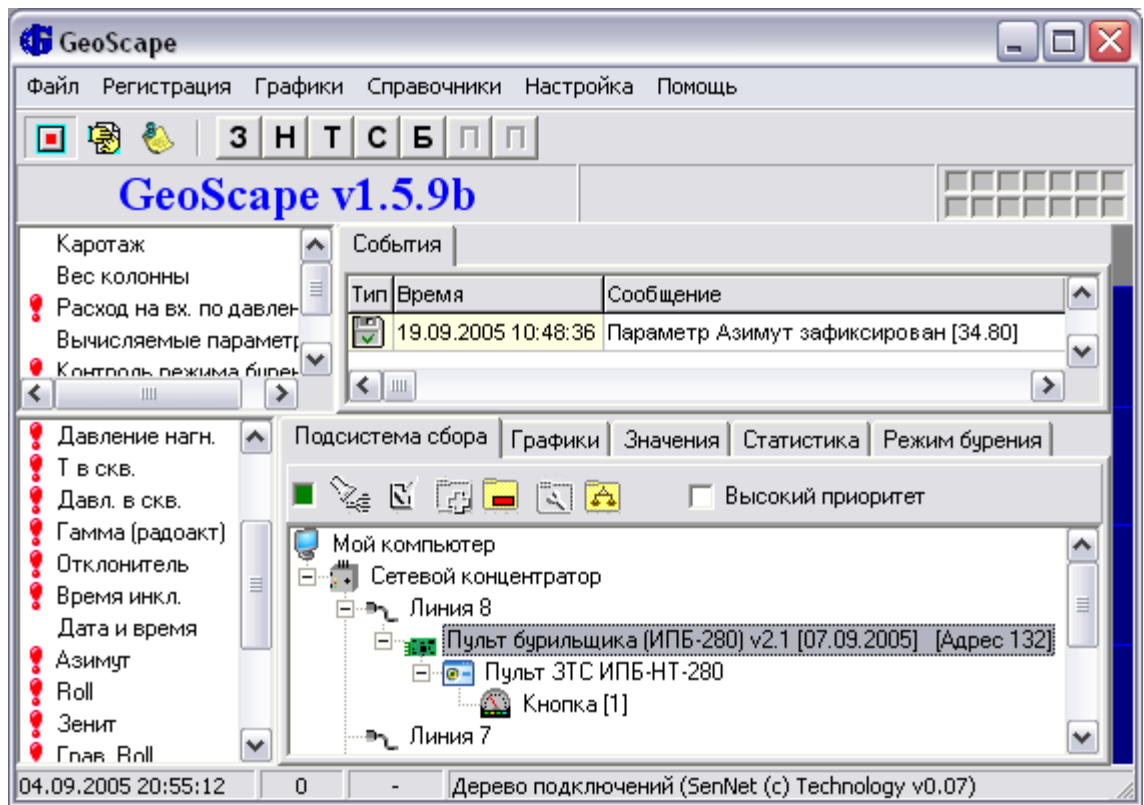 GeoScape
Файл Регистрация Графики Справочники Настройка Помощь
З Н Т С Б П П
GeoScape v1.5.9b
Каротаж
Вес колонны
Расход на вх. по давлен
Вычисляемые параметр
Контроль режима бурен
События
Тип Время Сообщение
19.09.2005 10:48:36 Параметр Азимут зафиксирован [34.80]
Давление нагн.
Т в скв.
Давл. в скв.
Гамма (радоакт)
Отклонитель
Время инкл.
Дата и время
Азимут
Roll
Зенит
Грав. Roll
Подсистема сбора Графики Значения Статистика Режим бурения
Высокий приоритет
Мой компьютер
Сетевой концентратор
Линия 8
Пульт бурильщика (ИПБ-280) v2.1 [07.09.2005] [Адрес 132]
Пульт ЗТС ИПБ-НТ-280
Кнопка [1]
Линия 7
04.09.2005 20:55:12 0 - Дерево подключений (SenNet (c) Technology v0.07)